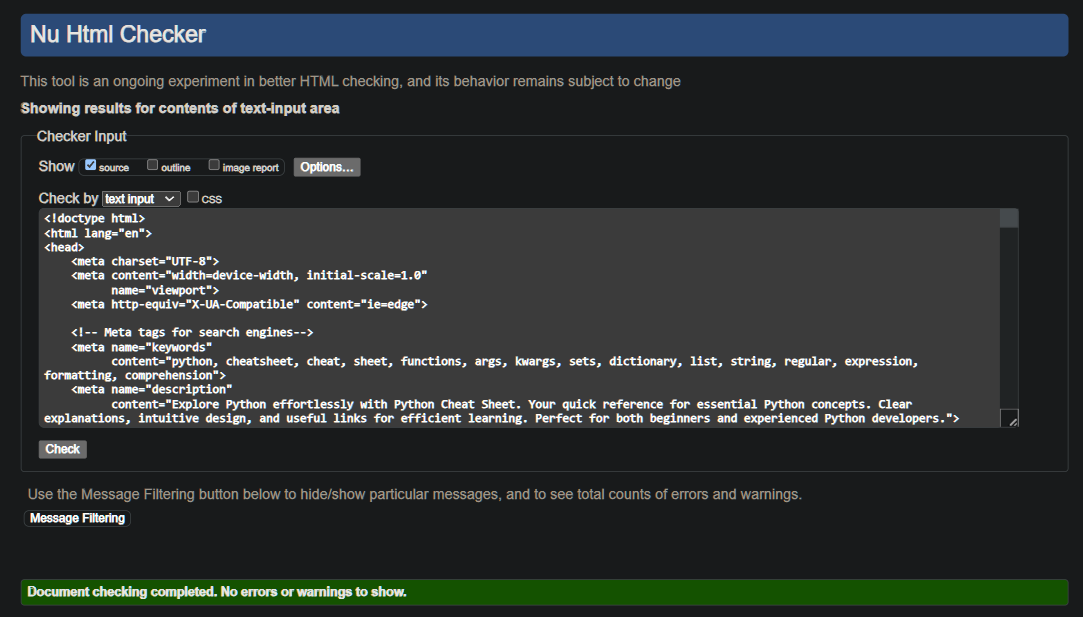 Nu Html Checker
This tool is an ongoing experiment in better HTML checking, and its behavior remains subject to change
Showing results for contents of text-input area
Checker Input
Show source outline image report Options...
Check by text input css
<!doctype html>
<html lang="en">
<head>
    <meta charset="UTF-8">
    <meta content="width=device-width, initial-scale=1.0"
          name="viewport">
    <meta http-equiv="X-UA-Compatible" content="ie=edge">
    <!-- Meta tags for search engines-->
    <meta name="keywords"
          content="python, cheatsheet, cheat, sheet, functions, args, kwargs, sets, dictionary, list, string, regular, expression,
formatting, comprehension">
    <meta name="description"
          content="Explore Python effortlessly with Python Cheat Sheet. Your quick reference for essential Python concepts. Clear
explanations, intuitive design, and useful links for efficient learning. Perfect for both beginners and experienced Python developers.">
Check
Use the Message Filtering button below to hide/show particular messages, and to see total counts of errors and warnings.
Message Filtering
Document checking completed. No errors or warnings to show.